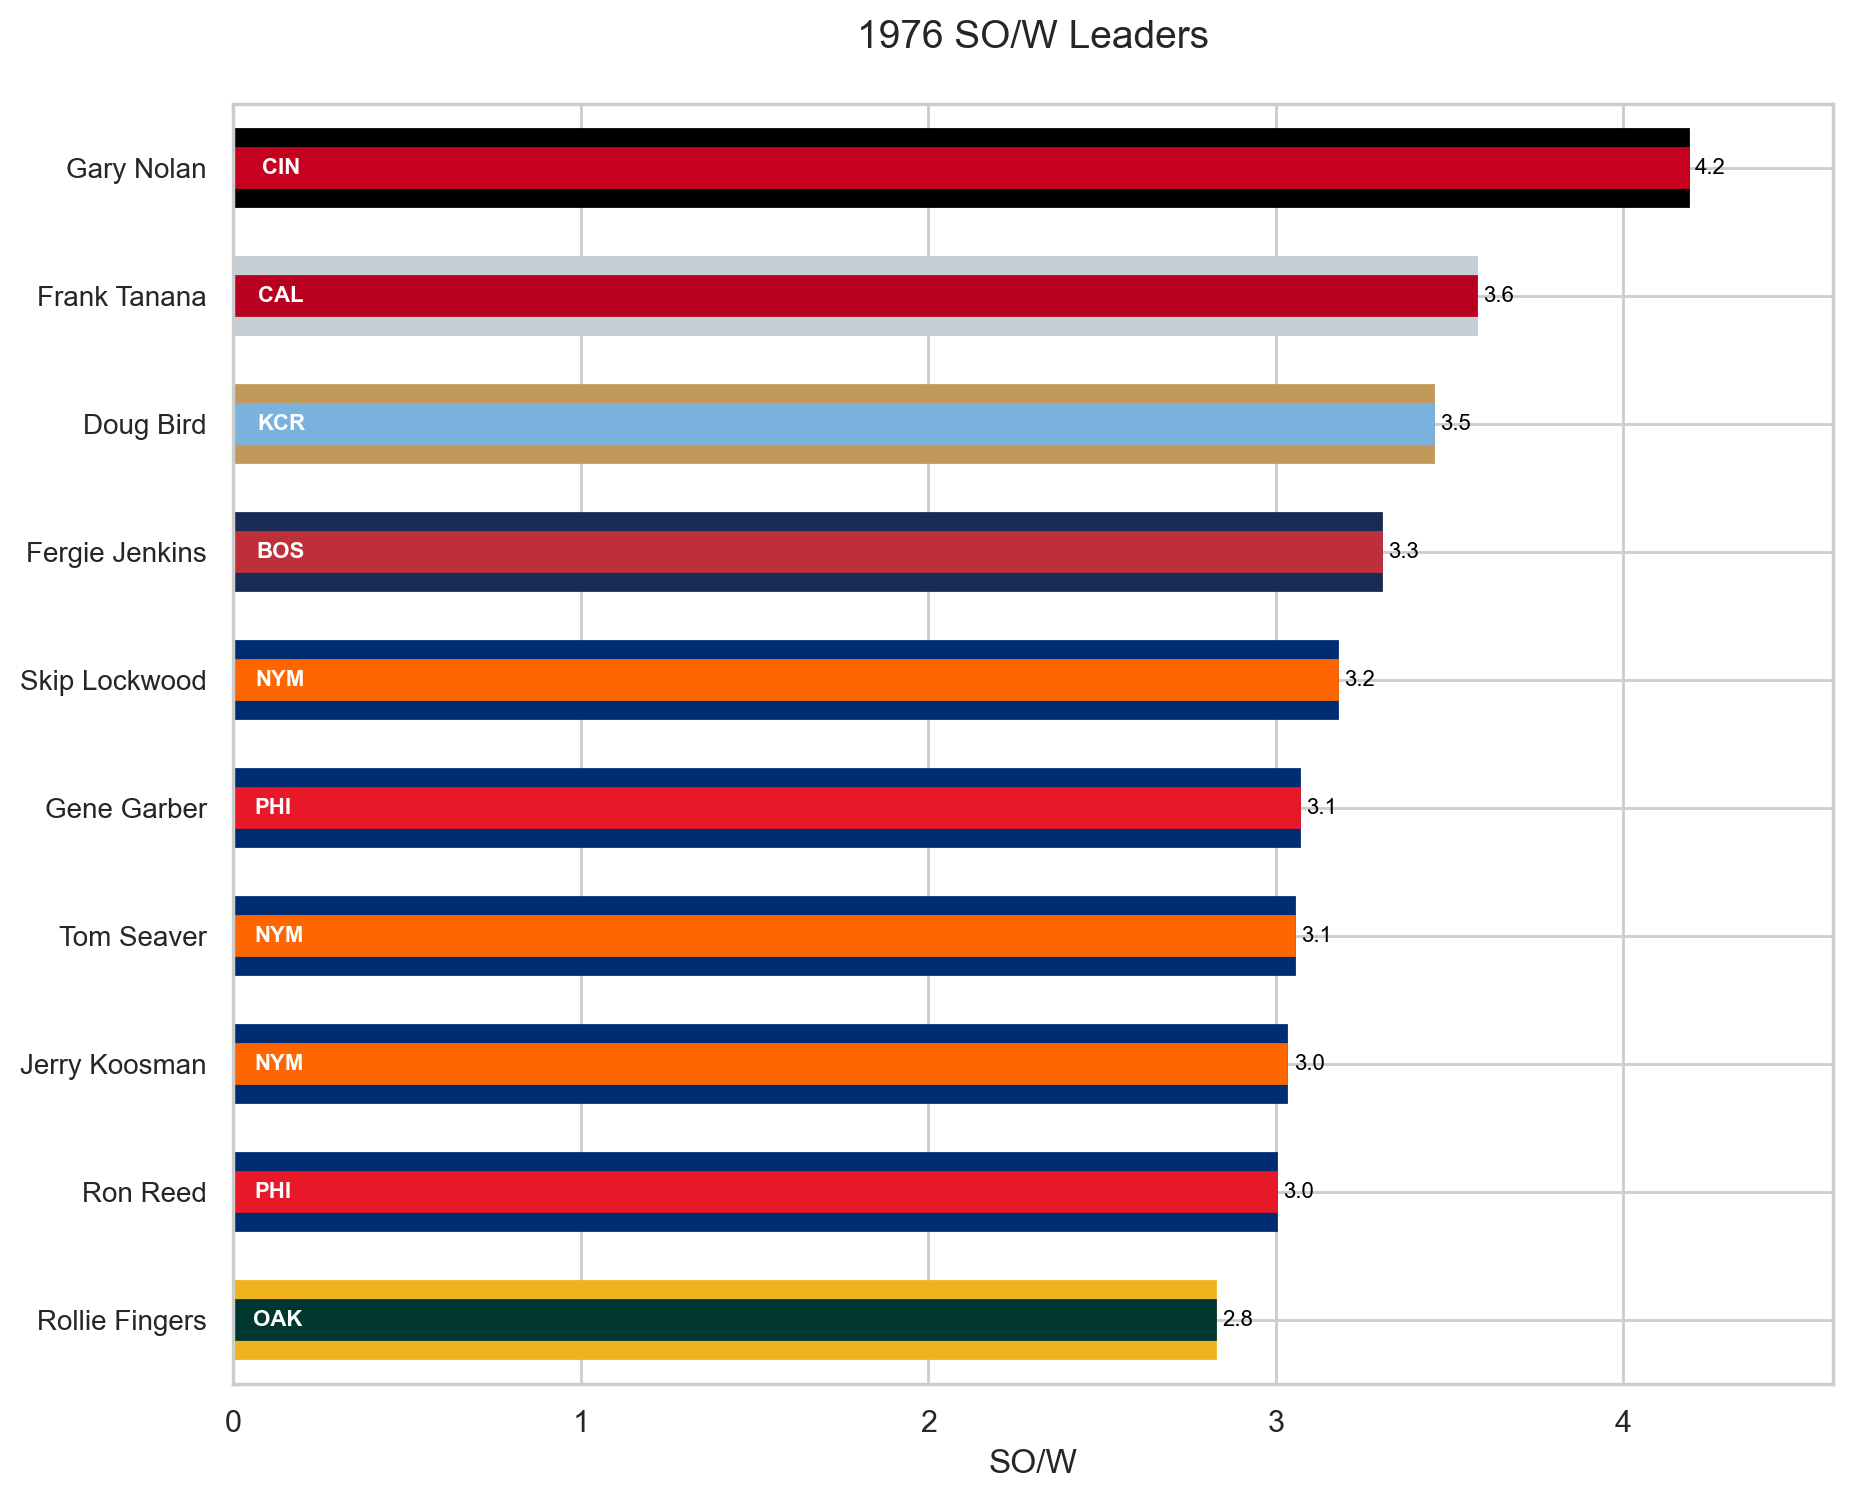 1976 SO/W Leaders
Gary Nolan CIN 4.2
Frank Tanana CAL 3.6
Doug Bird KCR 3.5
Fergie Jenkins BOS 3.3
Skip Lockwood NYM 3.2
Gene Garber PHI 3.1
Tom Seaver NYM 3.1
Jerry Koosman NYM 3.0
Ron Reed PHI 3.0
Rollie Fingers OAK 2.8
0 1 2 3 4
SO/W